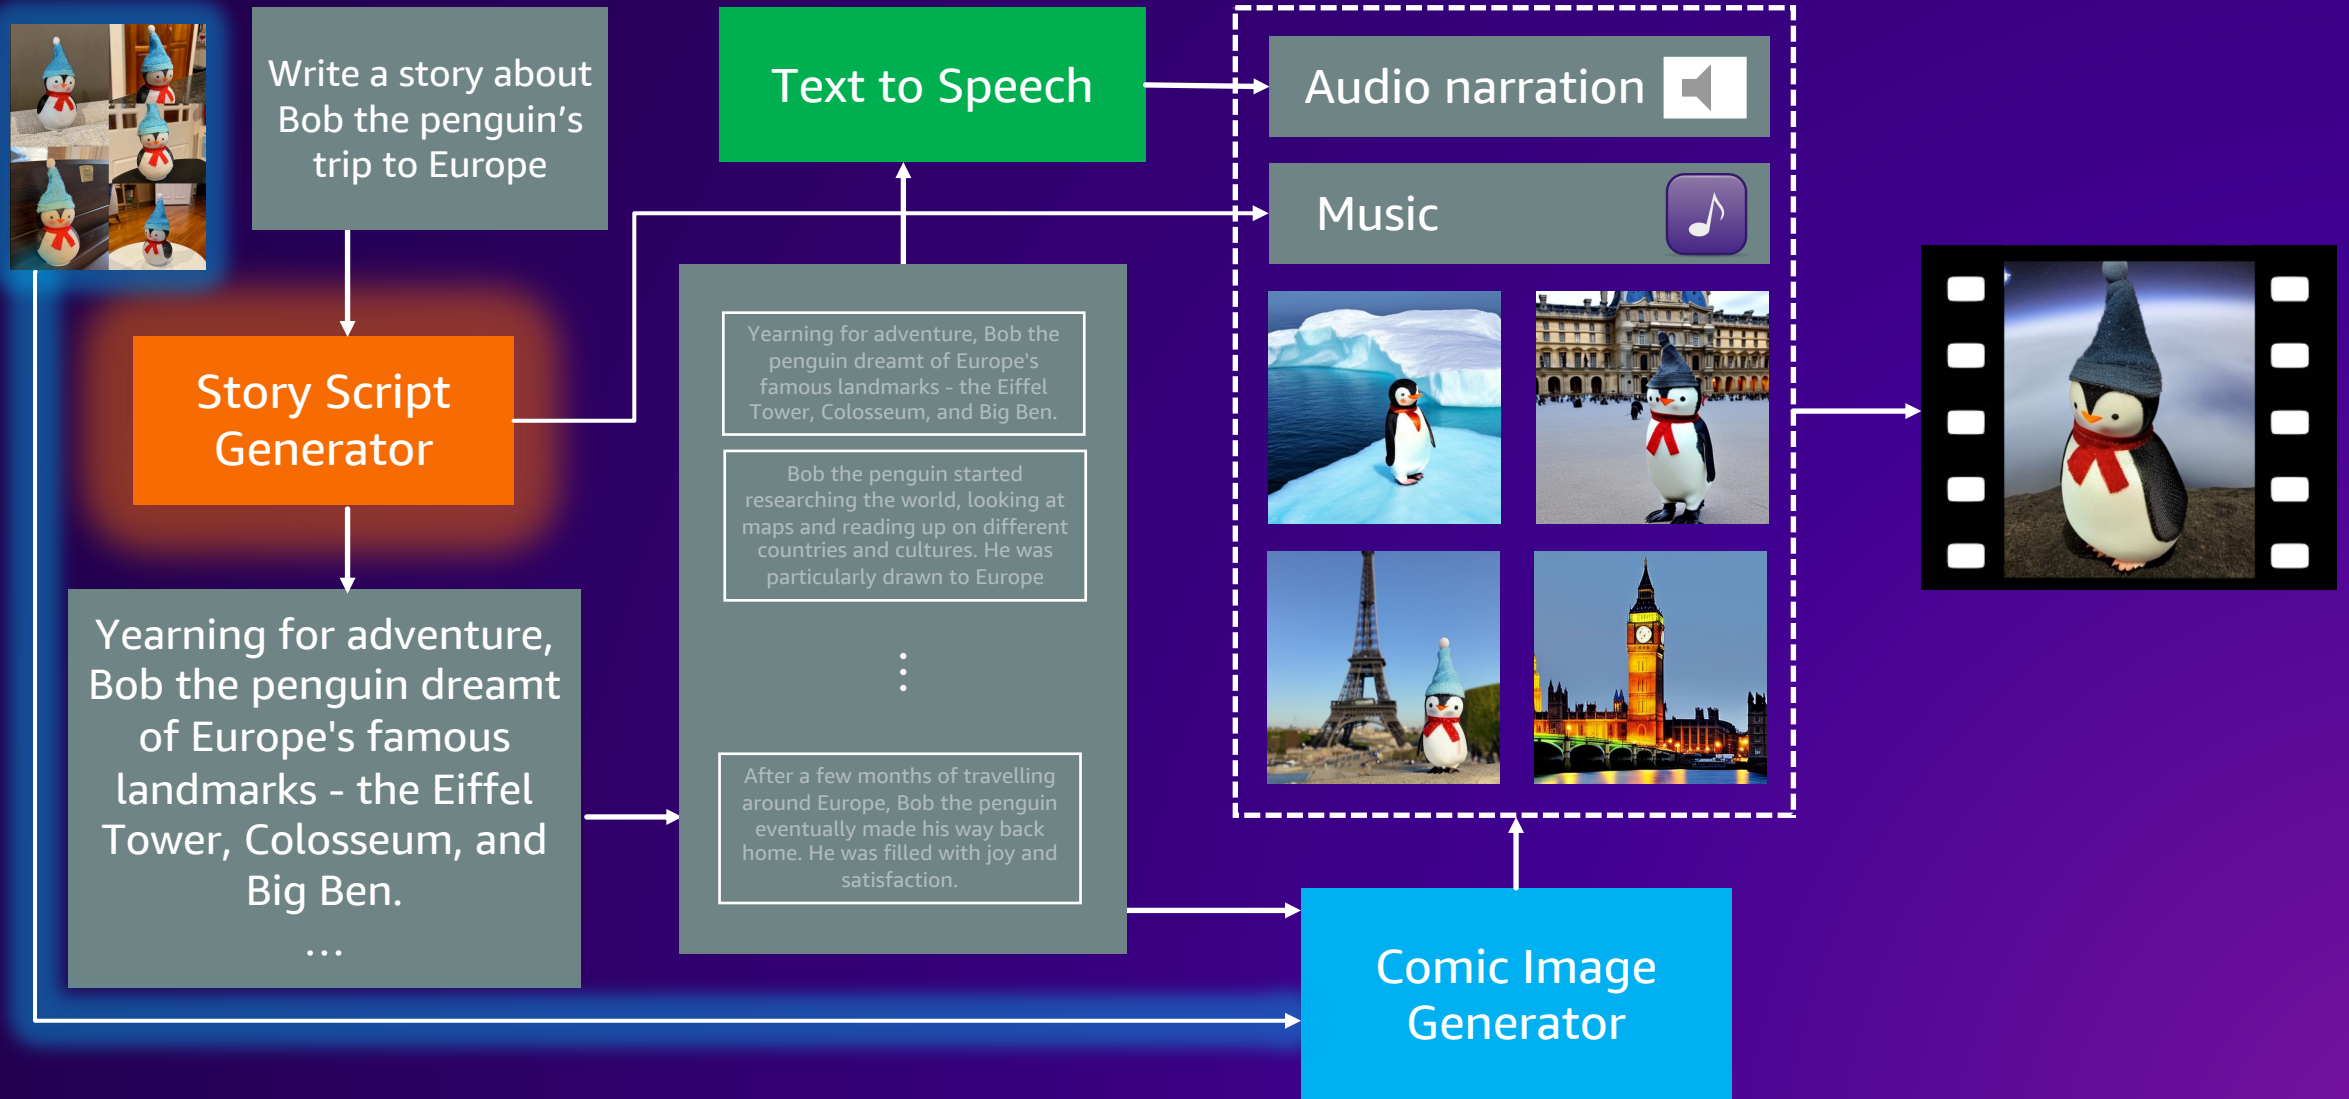 Write a story about
Bob the penguin’s
trip to Europe
Story Script
Generator
Yearning for adventure,
Bob the penguin dreamt
of Europe's famous
landmarks - the Eiffel
Tower, Colosseum, and
Big Ben.
...
Text to Speech
Yearning for adventure, Bob the
penguin dreamt of Europe's
famous landmarks - the Eiffel
Tower, Colosseum, and Big Ben.
Bob the penguin started
researching the world, looking at
maps and reading up on different
countries and cultures. He was
particularly drawn to Europe
⋮
After a few months of travelling
around Europe, Bob the penguin
eventually made his way back
home. He was filled with joy and
satisfaction.
Audio narration
Music
Comic Image
Generator